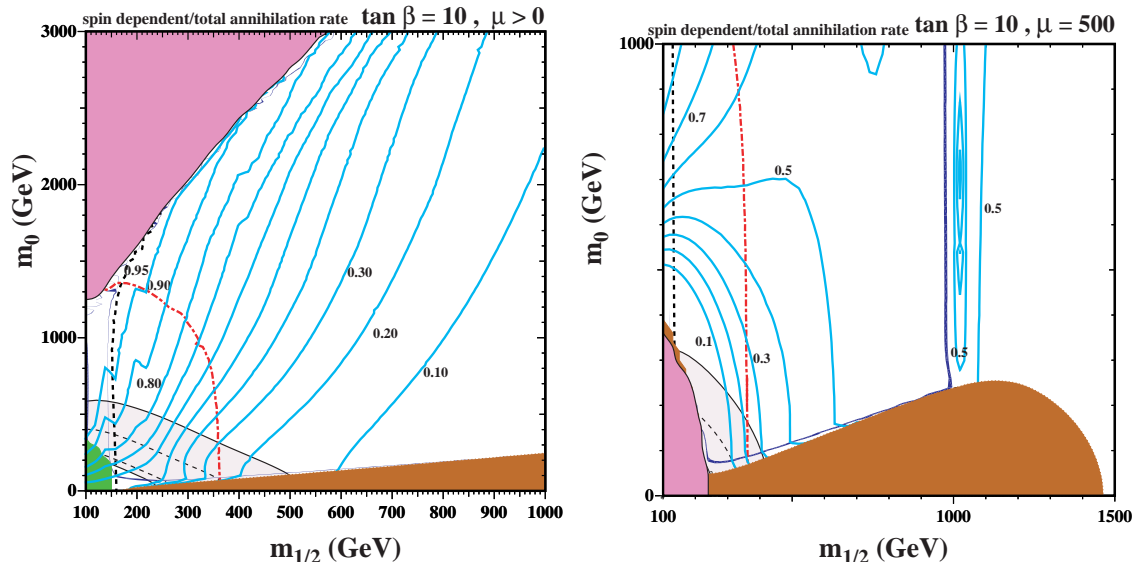 spin dependent/total annihilation rate tan β = 10 , μ > 0
3000
2000
1000
0
m0 ((GeV)
0.95
0.90
0.80
0.30
0.20
0.10
100 200 300 400 500 600 700 800 900 1000
m1/2 (GeV)
spin dependent/total annihilation rate tan β = 10 , μ = 500
1000
0
m0 (GeV)
0.7
0.5
0.5
0.1
0.3
0.5
100 1000 1500
m1/2 (GeV)